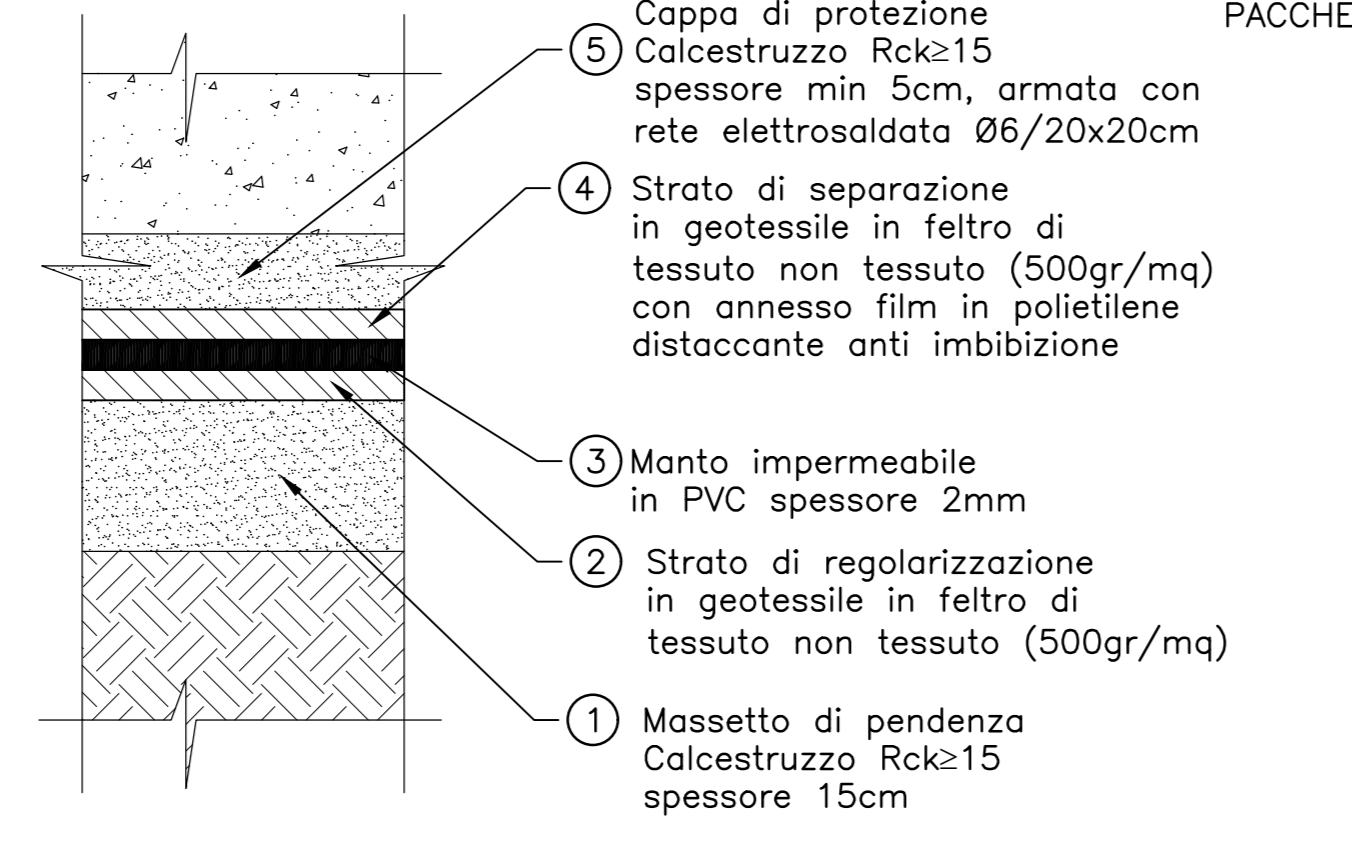 Cappa di protezione
PACCHE
5
Calcestruzzo Rck≥15
spessore min 5cm, armata con
rete elettrosaldata Ø6/20x20cm
4
Strato di separazione
in geotessile in feltro di
tessuto non tessuto (500gr/mq)
con annesso film in polietilene
distaccante anti imbibizione
3
Manto impermeabile
in PVC spessore 2mm
2
Strato di regolarizzazione
in geotessile in feltro di
tessuto non tessuto (500gr/mq)
1
Massetto di pendenza
Calcestruzzo Rck≥15
spessore 15cm